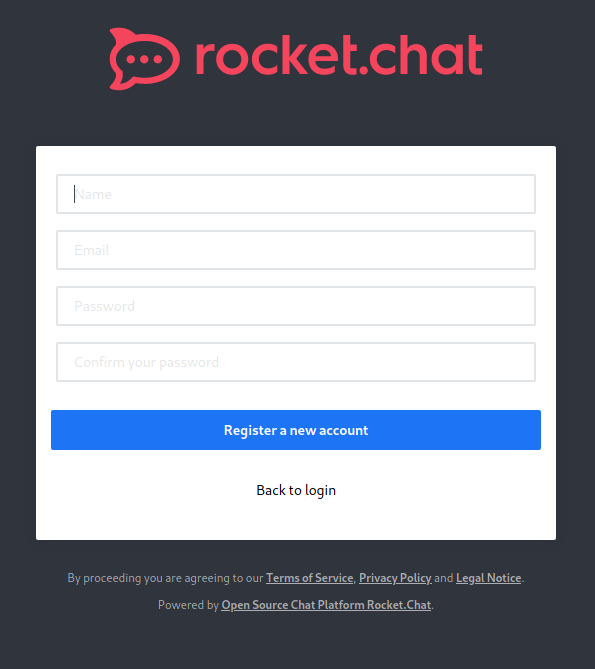 rocket.chat
Name
Email
Password
Confirm your password
Register a new account
Back to login
By proceeding you are agreeing to our Terms of Service, Privacy Policy and Legal Notice.
Powered by Open Source Chat Platform Rocket.Chat.